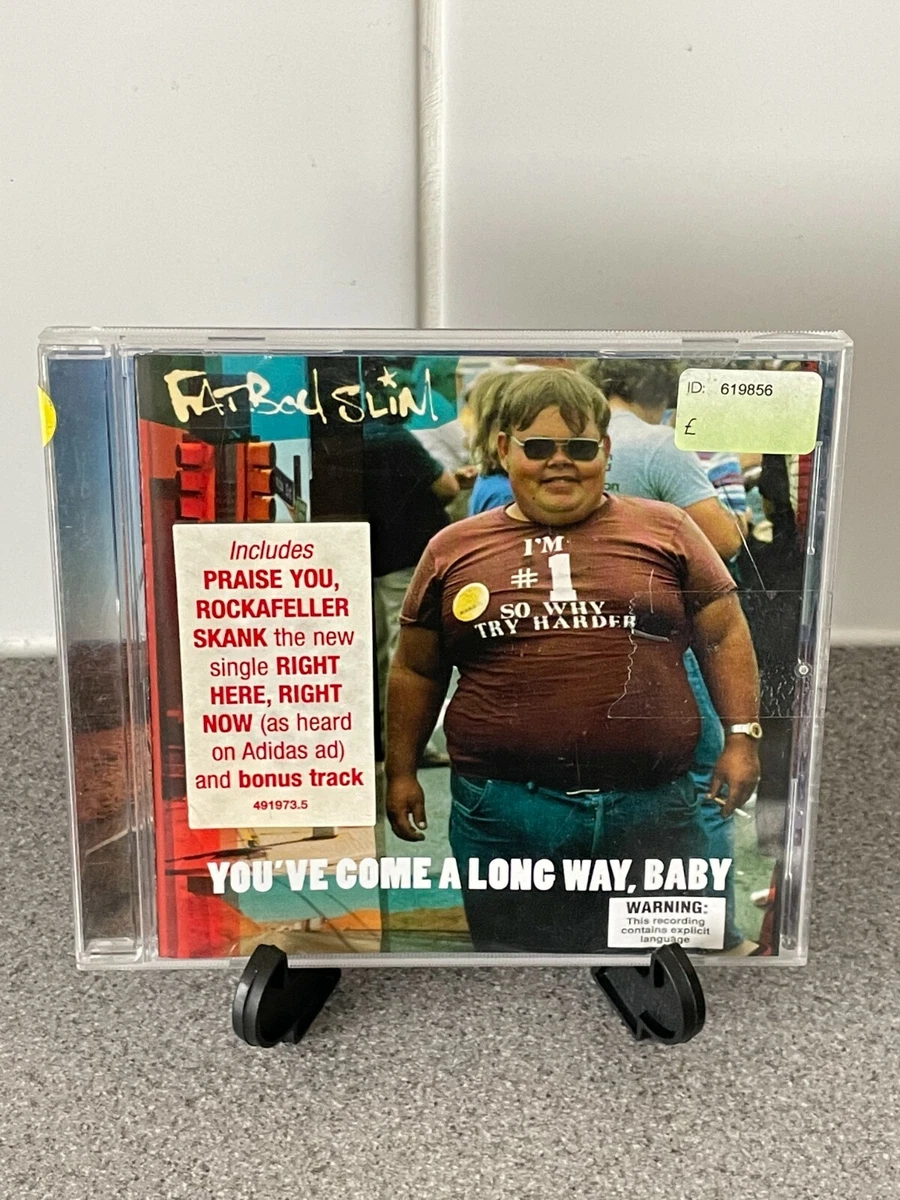 FATBOY SLIM
ID: 619856
£
Includes
PRAISE YOU,
ROCKAFELLER
SKANK the new
single RIGHT
HERE, RIGHT
NOW (as heard
on Adidas ad)
and bonus track
491973.5
I'M
#1
SO WHY
TRY HARDER
YOU'VE COME A LONG WAY, BABY
WARNING:
This recording
contains explicit
language